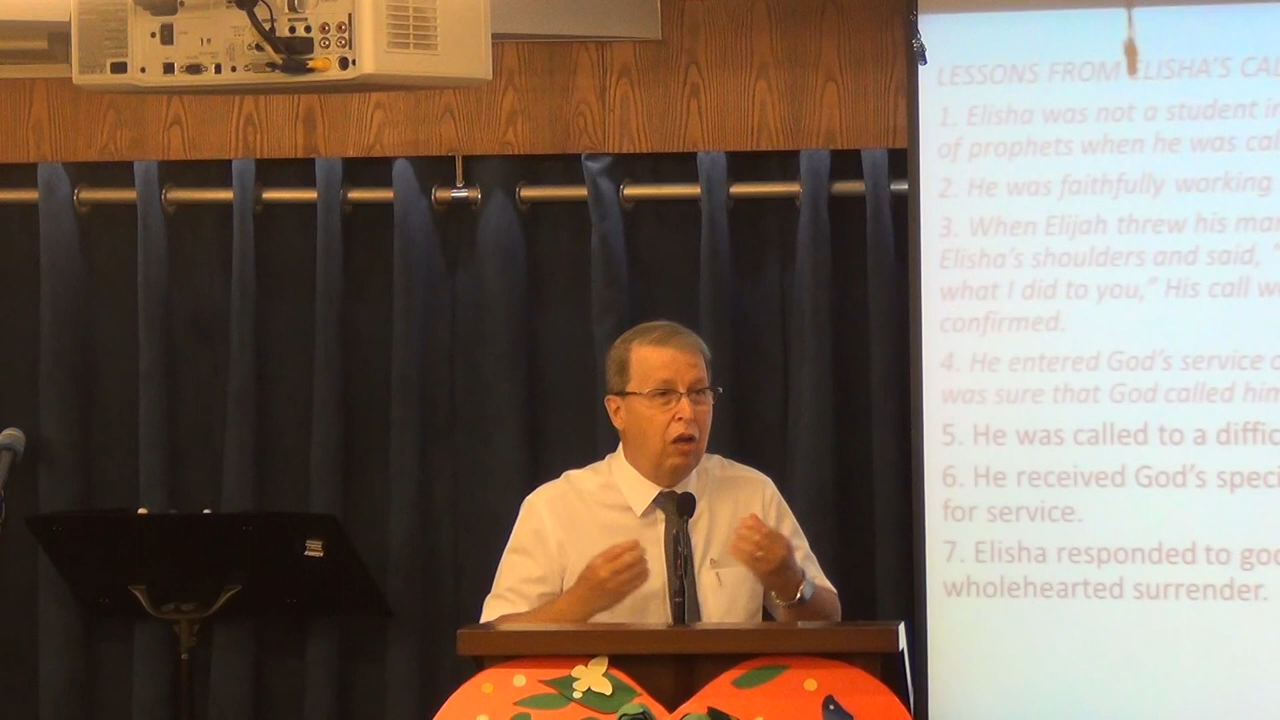 LESSONS FROM ELISHA'S CAL
1. Elisha was not a student i
of prophets when he was cal
2. He was faithfully working
3. When Elijah threw his ma
Elisha's shoulders and said, "
what I did to you," His call w
confirmed.
4. He entered God's service
was sure that God called him
5. He was called to a diffic
6. He received God's speci
for service.
7. Elisha responded to go
wholehearted surrender.